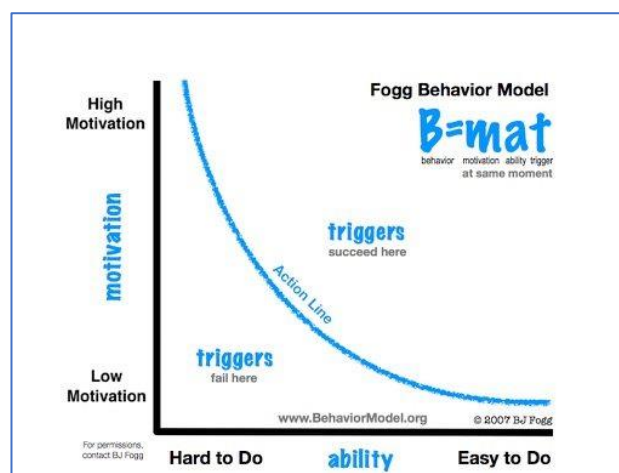 Fogg Behavior Model
B=mat
behavior motivation ability trigger
at same moment
High
Motivation
motivation
triggers
succeed here
Action Line
triggers
fail here
Low
Motivation
www.BehaviorModel.org
© 2007 BJ Fogg
For permissions,
contact BJ Fogg
Hard to Do
ability
Easy to Do